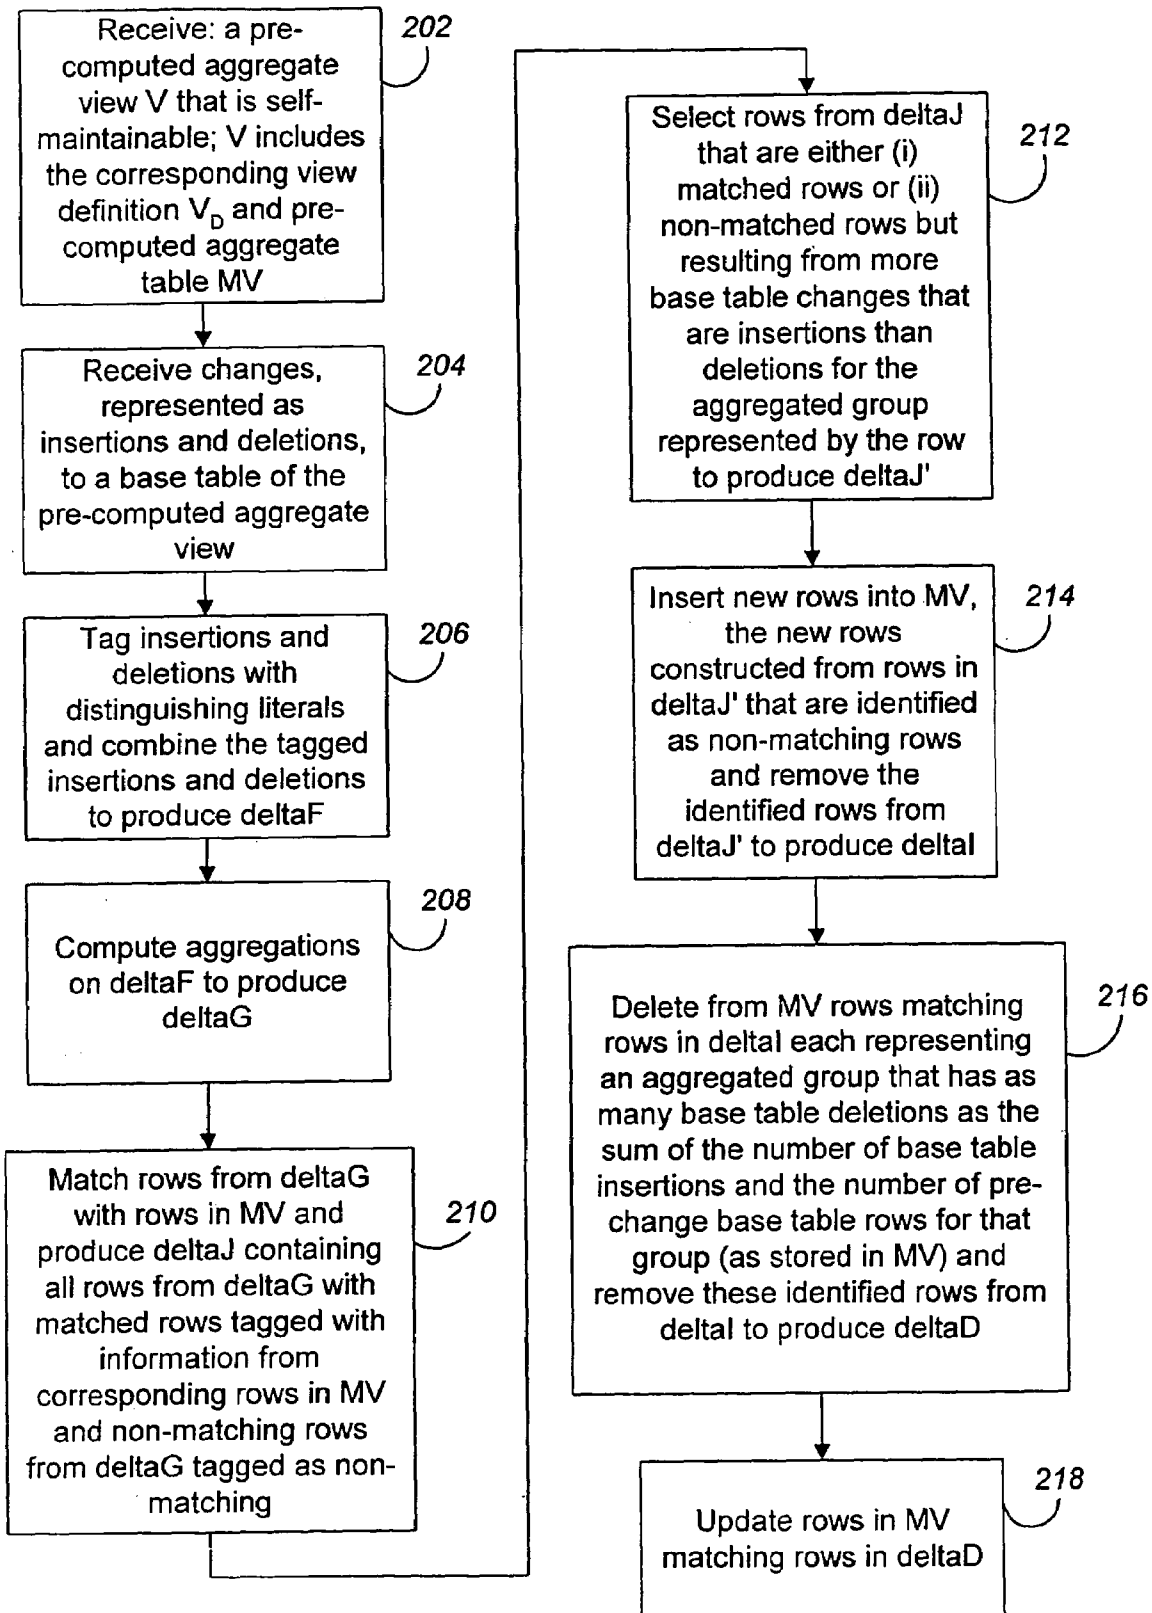 Receive: a pre-
computed aggregate
view V that is self-
maintainable; V includes
the corresponding view
definition VD and pre-
computed aggregate
table MV
202
Receive changes,
represented as
insertions and deletions,
to a base table of the
pre-computed aggregate
view
204
Tag insertions and
deletions with
distinguishing literals
and combine the tagged
insertions and deletions
to produce deltaF
206
Compute aggregations
on deltaF to produce
deltaG
208
Match rows from deltaG
with rows in MV and
produce deltaJ containing
all rows from deltaG with
matched rows tagged with
information from
corresponding rows in MV
and non-matching rows
from deltaG tagged as non-
matching
210
Select rows from deltaJ
that are either (i)
matched rows or (ii)
non-matched rows but
resulting from more
base table changes that
are insertions than
deletions for the
aggregated group
represented by the row
to produce deltaJ'
212
Insert new rows into MV,
the new rows
constructed from rows in
deltaJ' that are identified
as non-matching rows
and remove the
identified rows from
deltaJ' to produce deltaI
214
Delete from MV rows matching
rows in deltaI each representing
an aggregated group that has as
many base table deletions as the
sum of the number of base table
insertions and the number of pre-
change base table rows for that
group (as stored in MV) and
remove these identified rows from
deltaI to produce deltaD
216
Update rows in MV
matching rows in deltaD
218